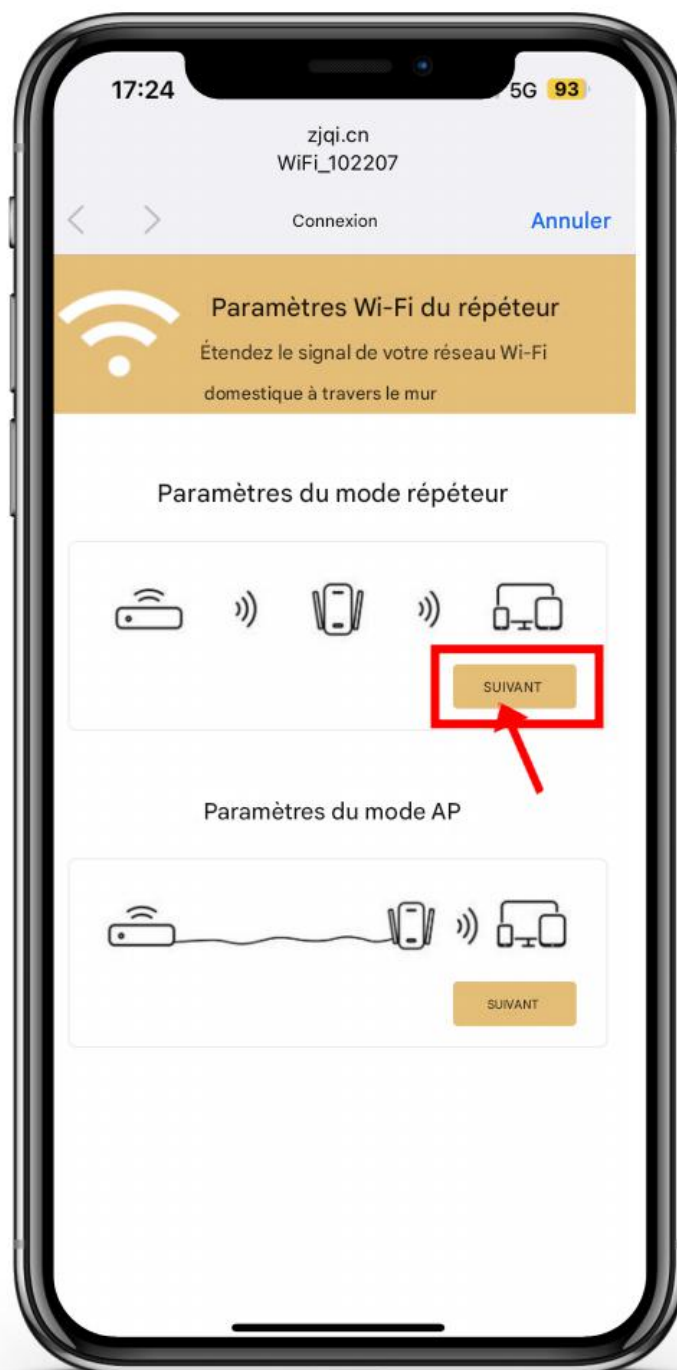 17:24
5G 93
zjqi.cn
WiFi_102207
Connexion
Annuler
Paramètres Wi-Fi du répéteur
Étendez le signal de votre réseau Wi-Fi
domestique à travers le mur
Paramètres du mode répéteur
SUIVANT
Paramètres du mode AP
SUIVANT